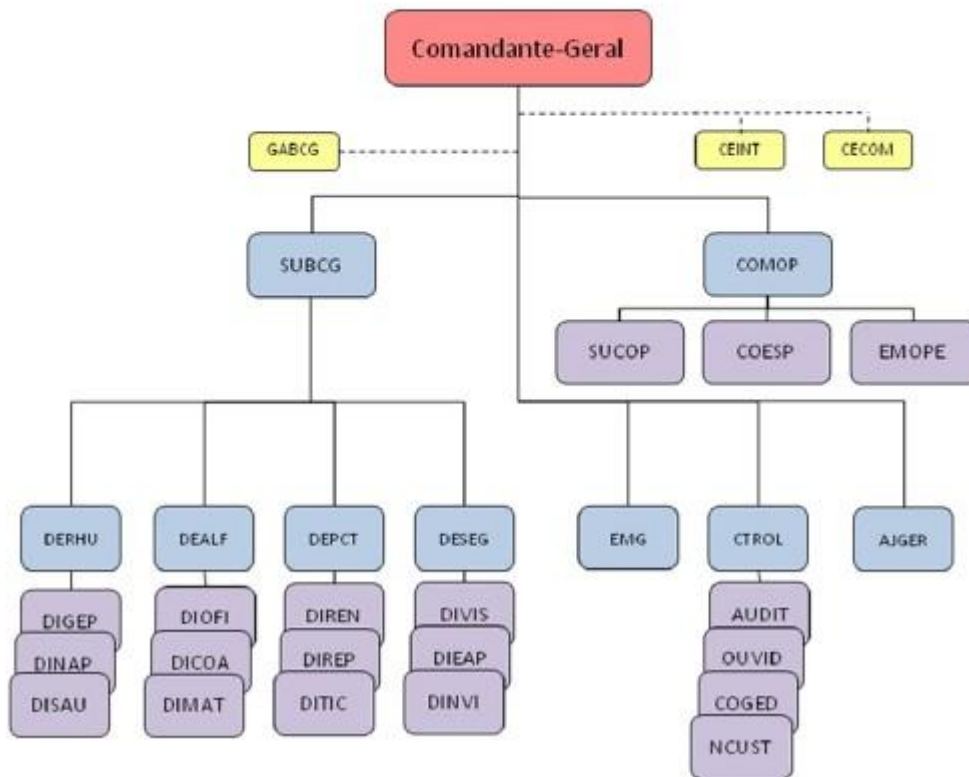 Comandante-Geral
GABCG
CEINT
CECOM
SUBCG
COMOP
SUCOP
COESP
EMOPE
DERHU
DEALF
DEPCT
DESEG
EMG
CTROL
AJGER
DIGEP
DINAP
DISAU
DIOFI
DICOA
DIMAT
DIREN
DIREP
DITIC
DIVIS
DIEAP
DINVI
AUDIT
OUVID
COGED
NCUST